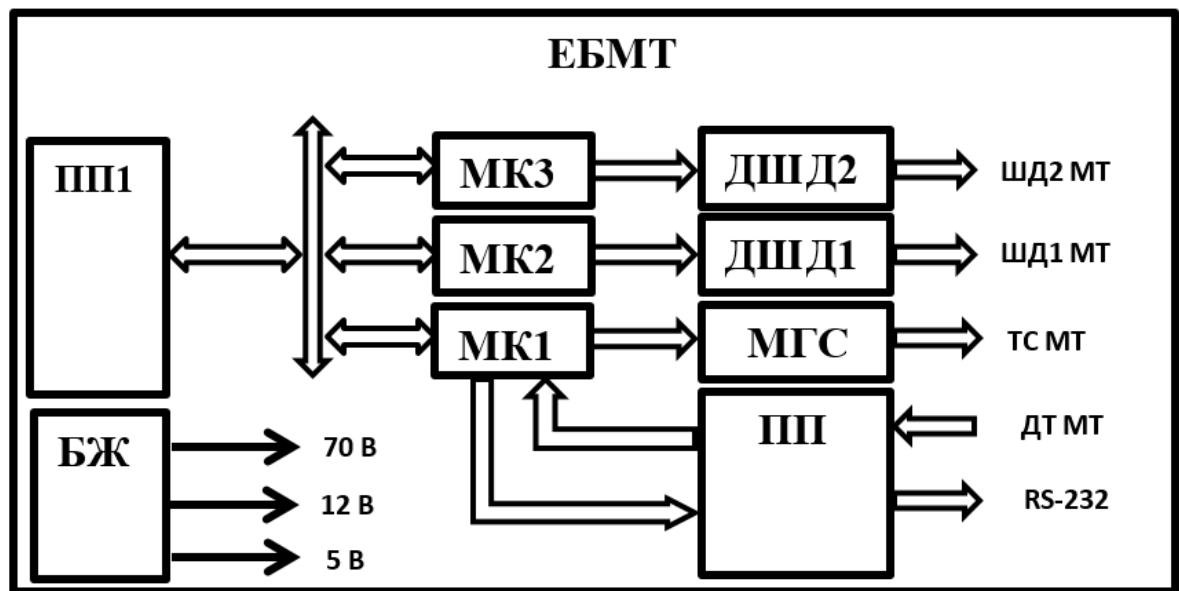 ЕБМТ
ПП1
МК3
ДШД2
ШД2 МТ
МК2
ДШД1
ШД1 МТ
МК1
МГС
ТС МТ
ПП
ДТ МТ
RS-232
БЖ
70 В
12 В
5 В